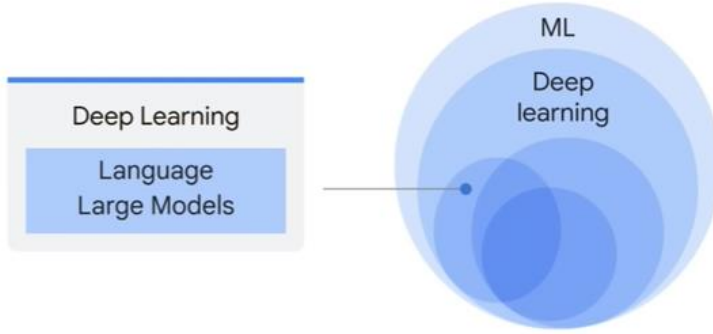 Deep Learning
Language
Large Models
ML
Deep
learning